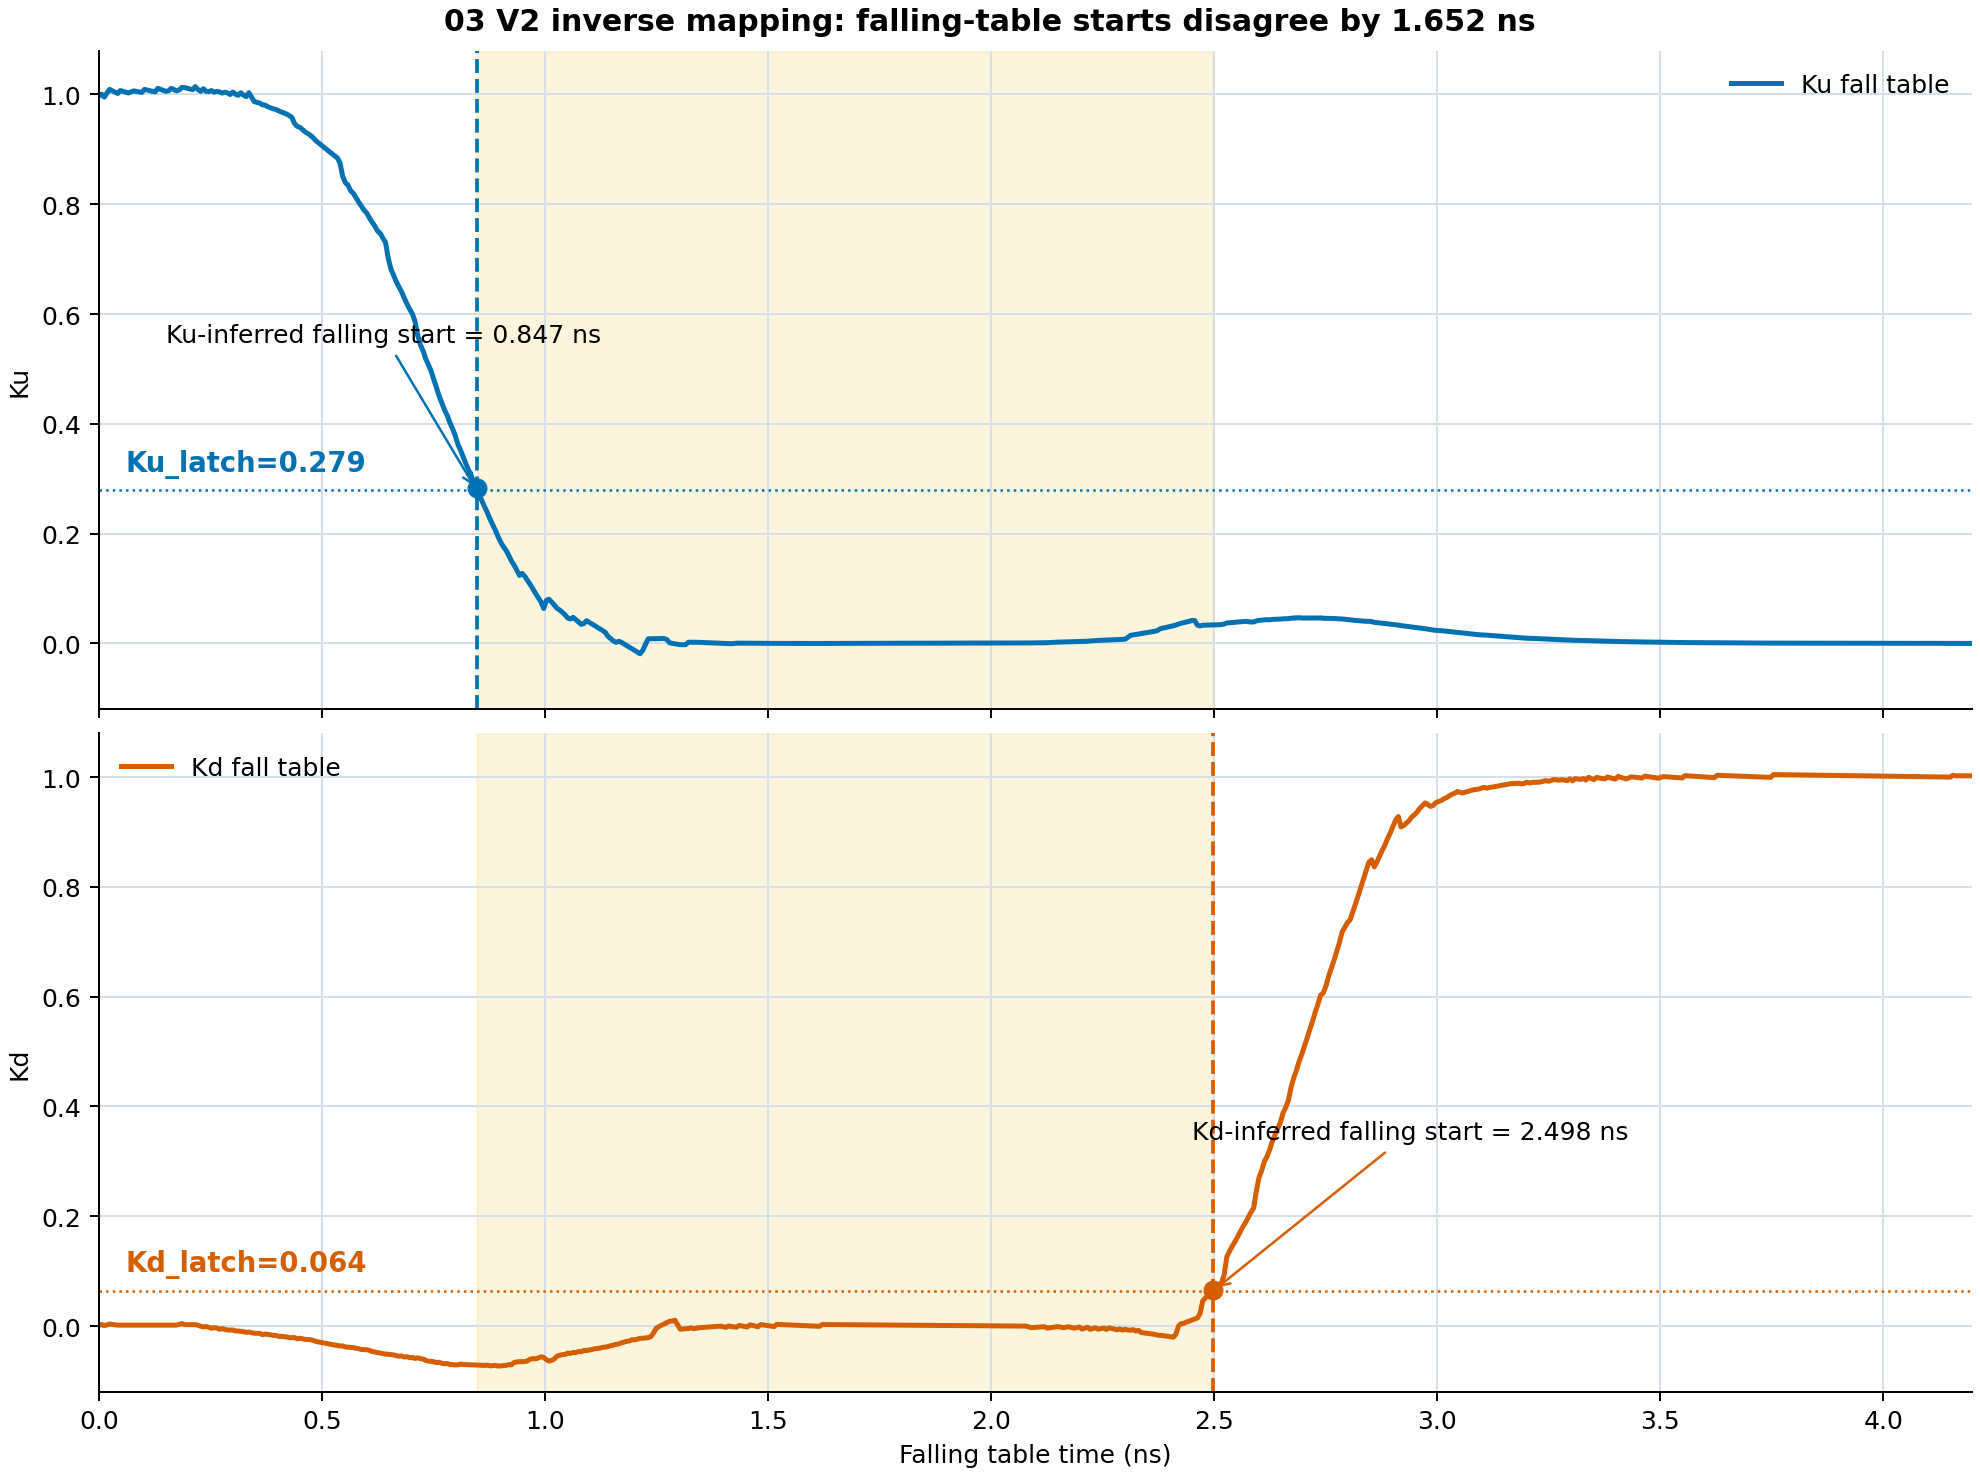 03 V2 inverse mapping: falling-table starts disagree by 1.652 ns
Ku fall table
1.0
0.8
0.6
Ku-inferred falling start = 0.847 ns
Ku
0.4
Ku_latch=0.279
0.2
0.0
Kd fall table
1.0
0.8
0.6
Kd
0.4
Kd-inferred falling start = 2.498 ns
0.2
Kd_latch=0.064
0.0
0.0 0.5 1.0 1.5 2.0 2.5 3.0 3.5 4.0
Falling table time (ns)